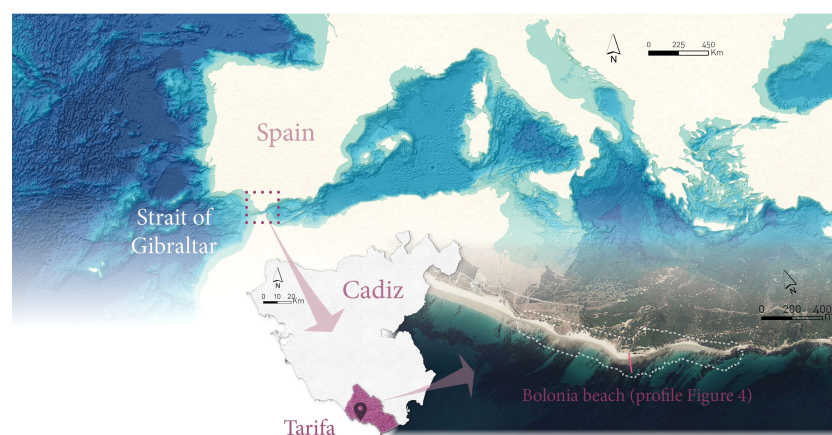 N
0 225 450
Km
Spain
Strait of
Gibraltar
N
0 10 20
Km
Cadiz
N
0 200 400
Bolonia beach (profile Figure 4)
Tarifa